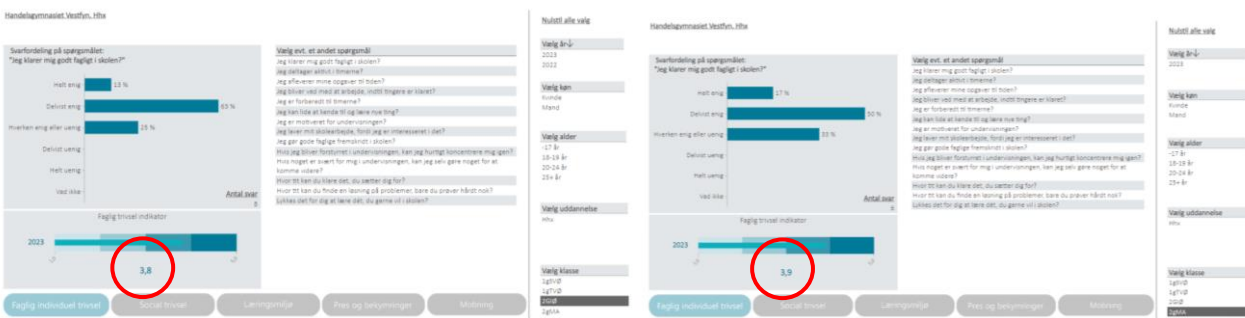 Handelsgymnasiet Vestfyn, Hhx
Svarfordeling på spørgsmålet:
"Jeg klarer mig godt fagligt i skolen?"
Helt enig
13 %
Delvist enig
63 %
Hverken enig eller uenig
25 %
Delvist uenig
Helt uenig
Ved ikke
Antal svar
8
Faglig trivsel indikator
2023
1,0
5,0
3,8
Vælg evt. et andet spørgsmål
Jeg klarer mig godt fagligt i skolen?
Jeg deltager aktivt i timerne?
Jeg afleverer mine opgaver til tiden?
Jeg bliver ved med at arbejde, indtil tingene er klaret?
Jeg er forberedt til timerne?
Jeg kan lide at kende til og lære nye ting?
Jeg er motiveret for undervisningen?
Jeg laver mit skolearbejde, fordi jeg er interesseret i det?
Jeg gør gode faglige fremskridt i skolen?
Hvis jeg bliver forstyrret i undervisningen, kan jeg hurtigt koncentrere mig igen?
Hvis noget er svært for mig i undervisningen, kan jeg selv gøre noget for at
komme videre?
Hvor tit kan du klare det, du sætter dig for?
Hvor tit kan du finde en løsning på problemer, bare du prøver hårdt nok?
Lykkes det for dig at lære det, du gerne vil i skolen?
Nulstil alle valg
Vælg år
2023
2022
Vælg køn
Kvinde
Mand
Vælg alder
-17 år
18-19 år
20-24 år
25+ år
Vælg uddannelse
Hhx
Vælg klasse
1gSVØ
1gTVØ
2GIØ
2gMA
Faglig individuel trivsel
Social trivsel
Læringsmiljø
Pres og bekymringer
Mobning
Handelsgymnasiet Vestfyn, Hhx
Svarfordeling på spørgsmålet:
"Jeg klarer mig godt fagligt i skolen?"
Helt enig
17 %
Delvist enig
50 %
Hverken enig eller uenig
33 %
Delvist uenig
Helt uenig
Ved ikke
Antal svar
Faglig trivsel indikator
2023
5,0
3,9
Vælg evt. et andet spørgsmål
Jeg klarer mig godt fagligt i skolen?
Jeg deltager aktivt i timerne?
Jeg afleverer mine opgaver til tiden?
Jeg bliver ved med at arbejde, indtil tingene er klaret?
Jeg er forberedt til timerne?
Jeg kan lide at kende til og lære nye ting?
Jeg er motiveret for undervisningen?
Jeg laver mit skolearbejde, fordi jeg er interesseret i det?
Jeg gør gode faglige fremskridt i skolen?
Hvis jeg bliver forstyrret i undervisningen, kan jeg hurtigt koncentrere mig igen?
Hvis noget er svært for mig i undervisningen, kan jeg selv gøre noget for at
komme videre?
Hvor tit kan du klare det, du sætter dig for?
Hvor tit kan du finde en løsning på problemer, bare du prøver hårdt nok?
Lykkes det for dig at lære det, du gerne vil i skolen?
Nulstil alle valg
Vælg år
2023
Vælg køn
Kvinde
Mand
Vælg alder
-17 år
18-19 år
20-24 år
25+ år
Vælg uddannelse
Hhx
Vælg klasse
1gSVØ
1gTVØ
2GIØ
2gMA
Faglig individuel trivsel
Social trivsel
Læringsmiljø
Pres og bekymringer
Mobning